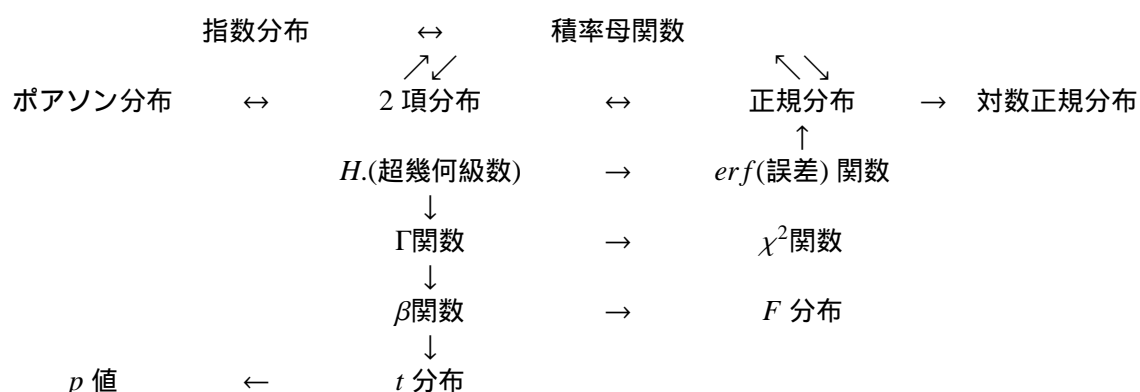 指数分布 ↔ 積率母関数
↗↙ ↖↘
ポアソン分布 ↔ 2 項分布 ↔ 正規分布 → 対数正規分布
↑
H.(超幾何級数) → erf(誤差) 関数
↓
Γ関数 → χ²関数
↓
β関数 → F 分布
↓
p 値 ← t 分布